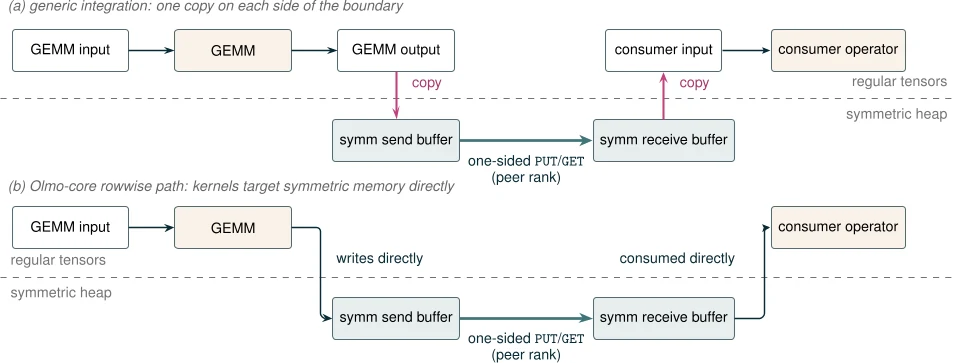 (a) generic integration: one copy on each side of the boundary
GEMM input
GEMM
GEMM output
consumer input
consumer operator
copy
copy
regular tensors
symmetric heap
symm send buffer
symm receive buffer
one-sided PUT/GET
(peer rank)
(b) Olmo-core rowwise path: kernels target symmetric memory directly
GEMM input
GEMM
consumer operator
regular tensors
writes directly
consumed directly
symmetric heap
symm send buffer
symm receive buffer
one-sided PUT/GET
(peer rank)